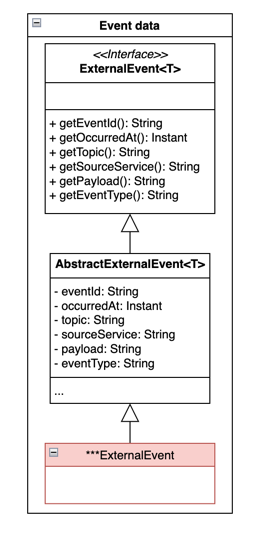 Event data
<<Interface>>
ExternalEvent<T>
+ getEventId(): String
+ getOccurredAt(): Instant
+ getTopic(): String
+ getSourceService(): String
+ getPayload(): String
+ getEventType(): String
AbstractExternalEvent<T>
- eventId: String
- occurredAt: Instant
- topic: String
- sourceService: String
- payload: String
- eventType: String
...
***ExternalEvent